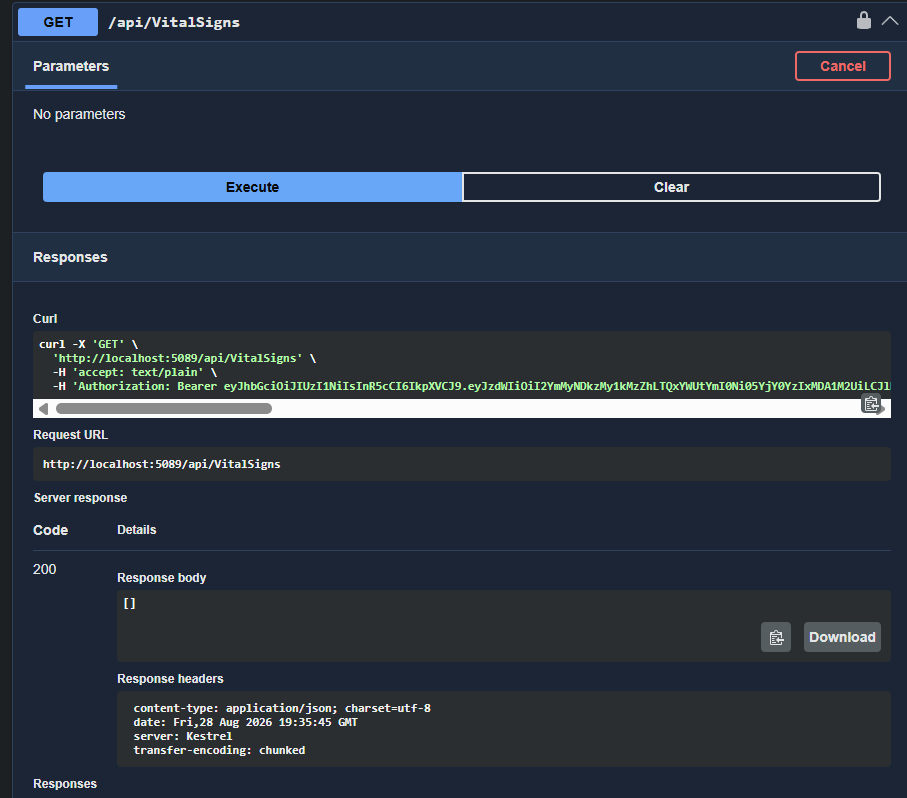 GET /api/VitalSigns
Parameters
Cancel
No parameters
Execute
Clear
Responses
Curl
curl -X 'GET' \
'http://localhost:5089/api/VitalSigns' \
-H 'accept: text/plain' \
-H 'Authorization: Bearer eyJhbGciOiJIUzI1NiIsInR5cCI6IkpXVCJ9.eyJzdWIiOiI2YmMyNDkzMy1kMzZhLTQxYWUtYmI0Ni05YjY0YzIxMDA1M2UiLCJl
Request URL
http://localhost:5089/api/VitalSigns
Server response
Code
Details
200
Response body
[]
Download
Response headers
content-type: application/json; charset=utf-8
date: Fri,28 Aug 2026 19:35:45 GMT
server: Kestrel
transfer-encoding: chunked
Responses